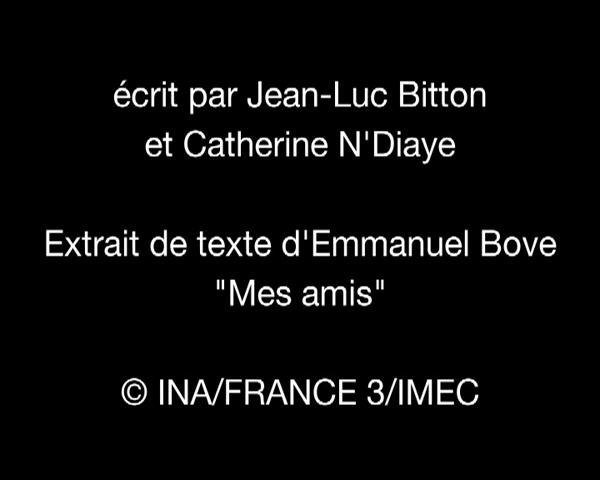 écrit par Jean-Luc Bitton
et Catherine N'Diaye
Extrait de texte d'Emmanuel Bove
"Mes amis"
© INA/FRANCE 3/IMEC